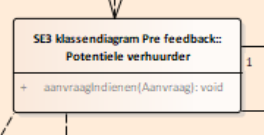 SE3 klassendiagram Pre feedback::
Potentiele verhuurder
1
+ aanvraagIndienen(Aanvraag): void